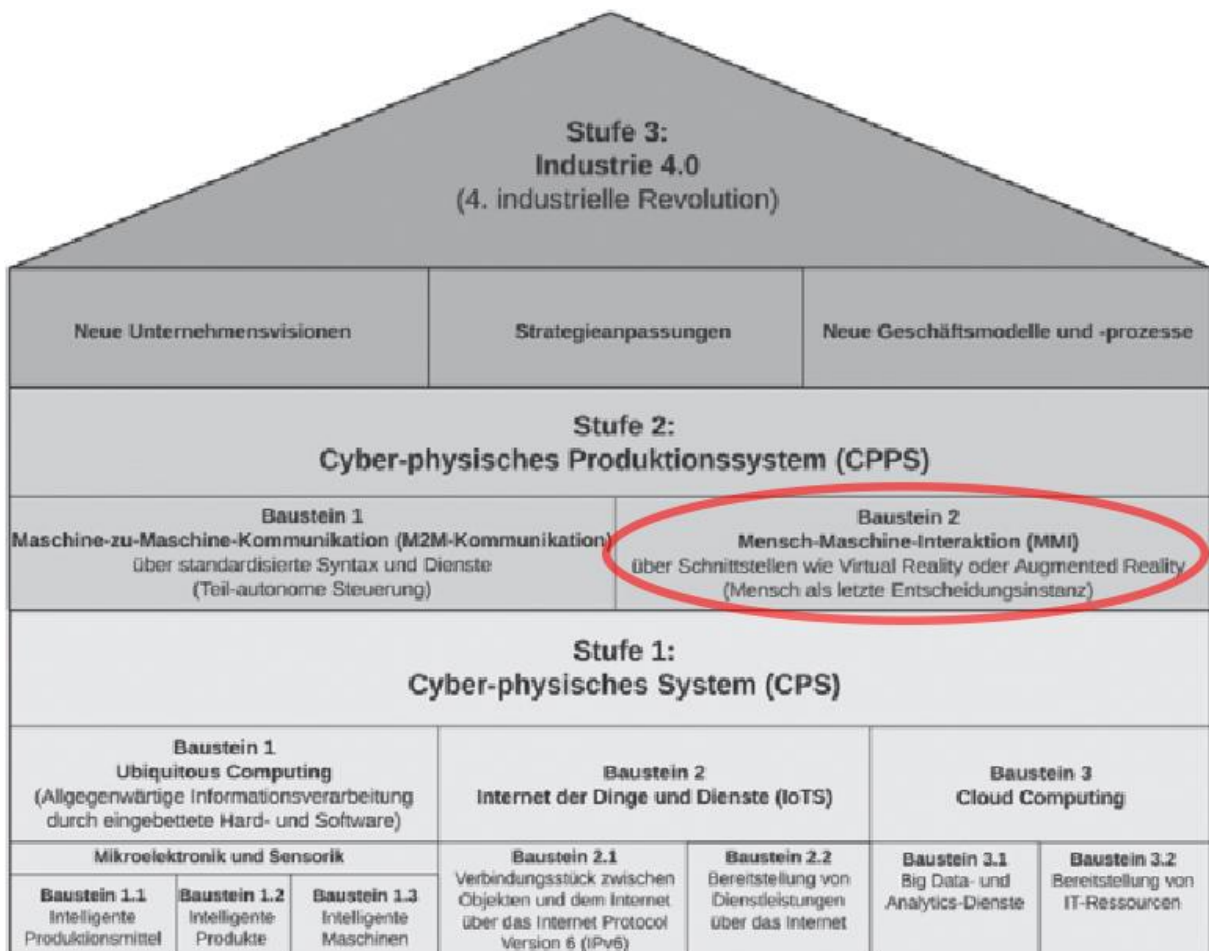 Stufe 3:
Industrie 4.0
(4. industrielle Revolution)
Neue Unternehmensvisionen
Strategieanpassungen
Neue Geschäftsmodelle und -prozesse
Stufe 2:
Cyber-physisches Produktionssystem (CPPS)
Baustein 1
Maschine-zu-Maschine-Kommunikation (M2M-Kommunikation)
über standardisierte Syntax und Dienste
(Teil-autonome Steuerung)
Baustein 2
Mensch-Maschine-Interaktion (MMI)
über Schnittstellen wie Virtual Reality oder Augmented Reality
(Mensch als letzte Entscheidungsinstanz)
Stufe 1:
Cyber-physisches System (CPS)
Baustein 1
Ubiquitous Computing
(Allgegenwärtige Informationsverarbeitung
durch eingebettete Hard- und Software)
Mikroelektronik und Sensorik
Baustein 1.1
Intelligente
Produktionsmittel
Baustein 1.2
Intelligente
Produkte
Baustein 1.3
Intelligente
Maschinen
Baustein 2
Internet der Dinge und Dienste (IoTS)
Baustein 2.1
Verbindungsstück zwischen
Objekten und dem Internet
über das Internet Protocol
Version 6 (IPv6)
Baustein 2.2
Bereitstellung von
Dienstleistungen
über das Internet
Baustein 3
Cloud Computing
Baustein 3.1
Big Data- und
Analytics-Dienste
Baustein 3.2
Bereitstellung von
IT-Ressourcen